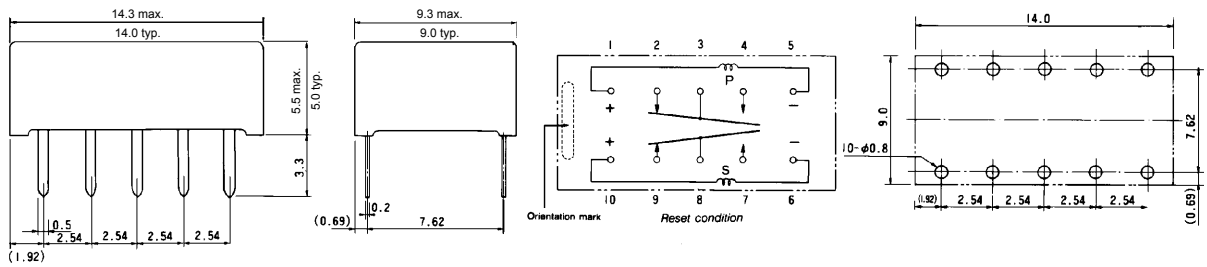 14.3 max.
14.0 typ.
5.5 max.
5.0 typ.
3.3
0.5
2.54
2.54
2.54
2.54
(1.92)
9.3 max.
9.0 typ.
0.2
(0.69)
7.62
1 2 3 4 5
P
+ −
+ −
S
10 9 8 7 6
Orientation mark
Reset condition
14.0
9.0
7.62
10-φ0.8
(1.92)
2.54
2.54
2.54
2.54
(0.69)